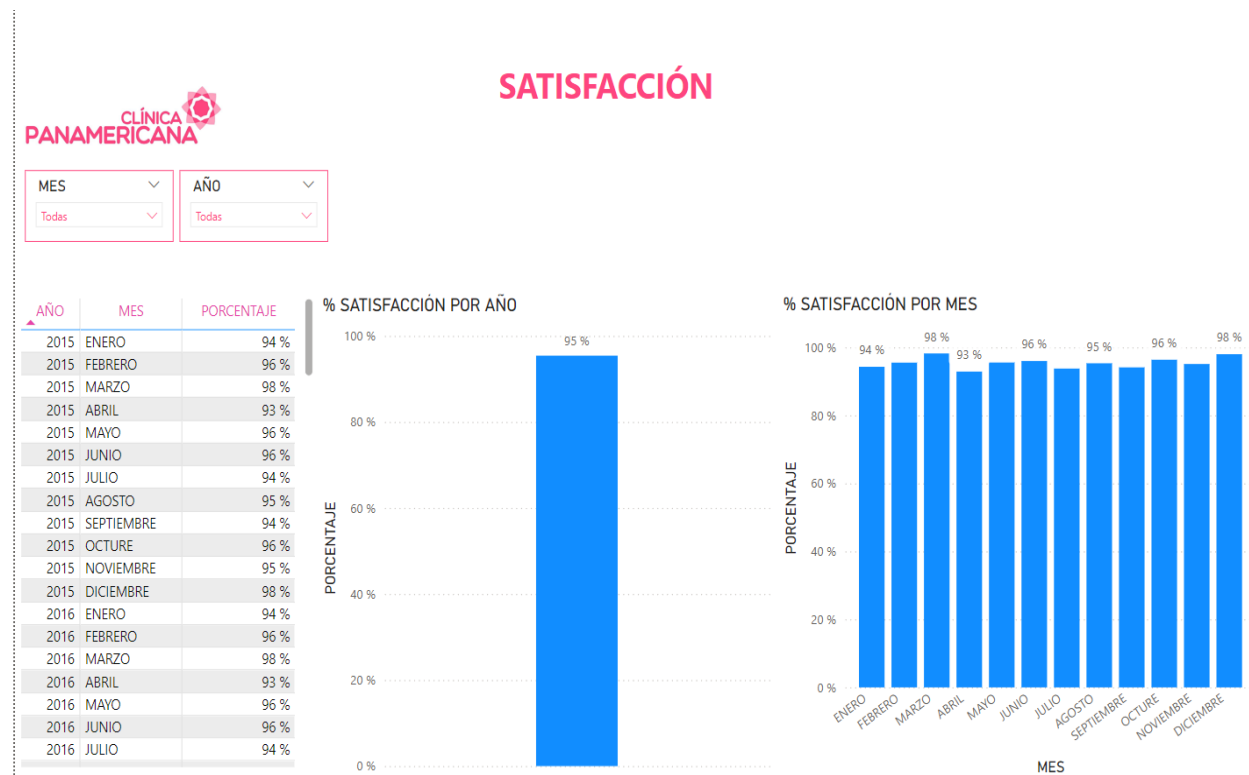 SATISFACCIÓN
CLÍNICA
PANAMERICANA
MES
Todas
AÑO
Todas
AÑO MES PORCENTAJE
2015 ENERO 94 %
2015 FEBRERO 96 %
2015 MARZO 98 %
2015 ABRIL 93 %
2015 MAYO 96 %
2015 JUNIO 96 %
2015 JULIO 94 %
2015 AGOSTO 95 %
2015 SEPTIEMBRE 94 %
2015 OCTURE 96 %
2015 NOVIEMBRE 95 %
2015 DICIEMBRE 98 %
2016 ENERO 94 %
2016 FEBRERO 96 %
2016 MARZO 98 %
2016 ABRIL 93 %
2016 MAYO 96 %
2016 JUNIO 96 %
2016 JULIO 94 %
% SATISFACCIÓN POR AÑO
PORCENTAJE
100 %
80 %
60 %
40 %
20 %
0 %
95 %
% SATISFACCIÓN POR MES
PORCENTAJE
100 %
80 %
60 %
40 %
20 %
0 %
94 % 98 % 93 % 96 % 95 % 96 % 98 %
ENERO FEBRERO MARZO ABRIL MAYO JUNIO JULIO AGOSTO SEPTIEMBRE OCTURE NOVIEMBRE DICIEMBRE
MES